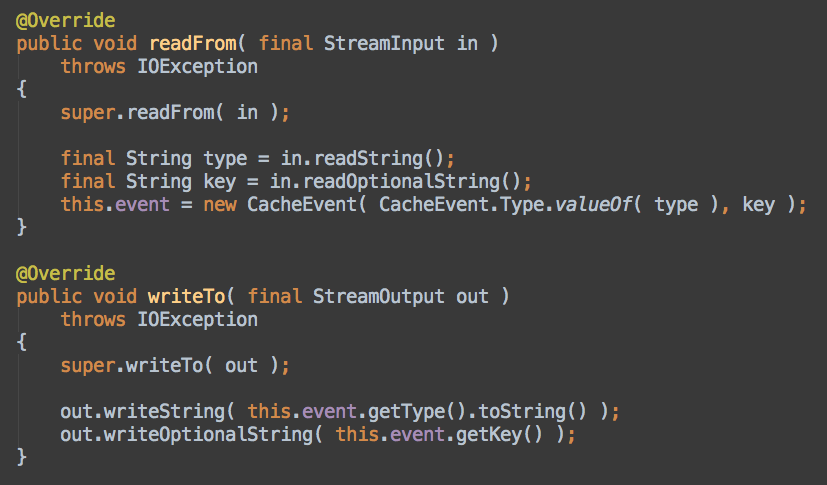 @Override
public void readFrom( final StreamInput in )
    throws IOException
{
    super.readFrom( in );

    final String type = in.readString();
    final String key = in.readOptionalString();
    this.event = new CacheEvent( CacheEvent.Type.valueOf( type ), key );
}

@Override
public void writeTo( final StreamOutput out )
    throws IOException
{
    super.writeTo( out );

    out.writeString( this.event.getType().toString() );
    out.writeOptionalString( this.event.getKey() );
}